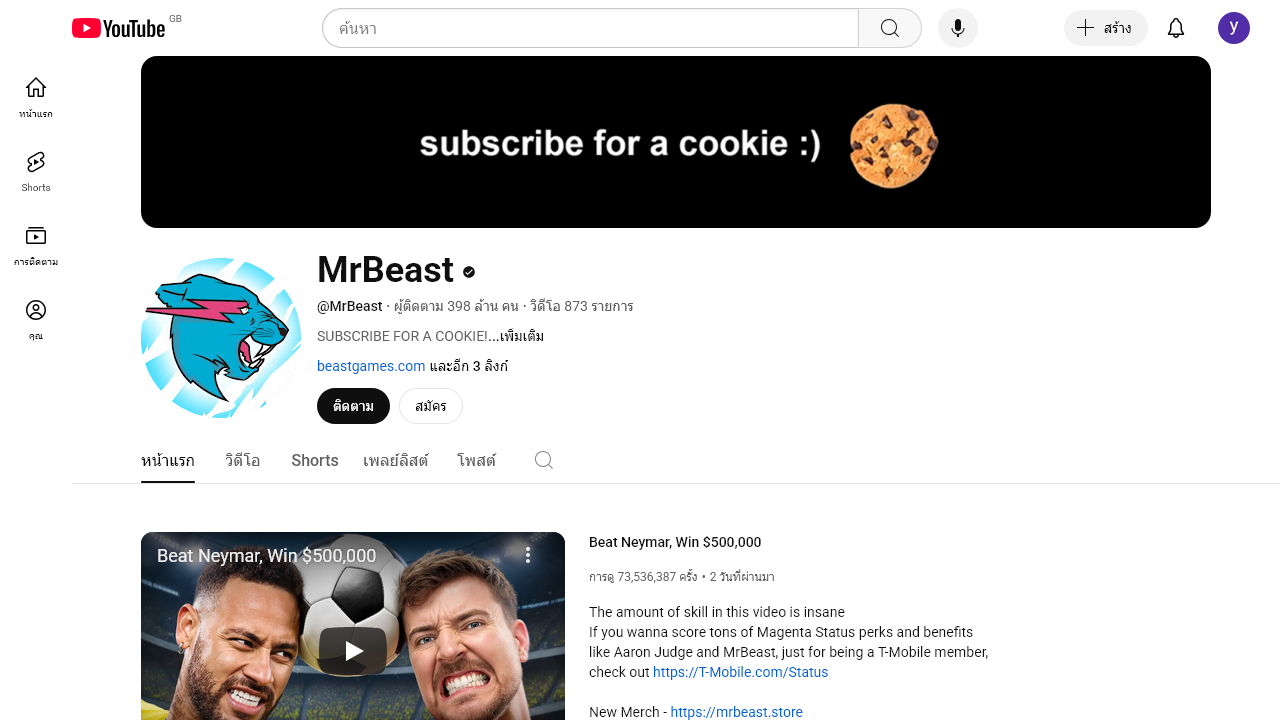 YouTube GB
ค้นหา
สร้าง
y
หน้าแรก
Shorts
การติดตาม
คุณ
subscribe for a cookie :)
MrBeast
@MrBeast · ผู้ติดตาม 398 ล้าน คน · วิดีโอ 873 รายการ
SUBSCRIBE FOR A COOKIE!...เพิ่มเติม
beastgames.com และอีก 3 ลิงก์
ติดตาม สมัคร
หน้าแรก วิดีโอ Shorts เพลย์ลิสต์ โพสต์
Beat Neymar, Win $500,000
Beat Neymar, Win $500,000
การดู 73,536,387 ครั้ง • 2 วันที่ผ่านมา
The amount of skill in this video is insane
If you wanna score tons of Magenta Status perks and benefits
like Aaron Judge and MrBeast, just for being a T-Mobile member,
check out https://T-Mobile.com/Status
New Merch - https://mrbeast.store